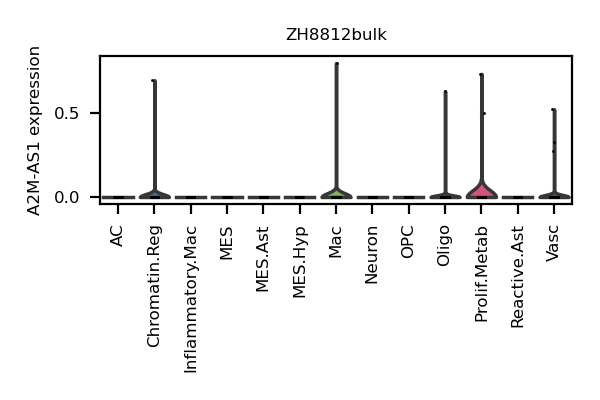 ZH8812bulk
A2M-AS1 expression
0.5
0.0
AC
Chromatin.Reg
Inflammatory.Mac
MES
MES.Ast
MES.Hyp
Mac
Neuron
OPC
Oligo
Prolif.Metab
Reactive.Ast
Vasc